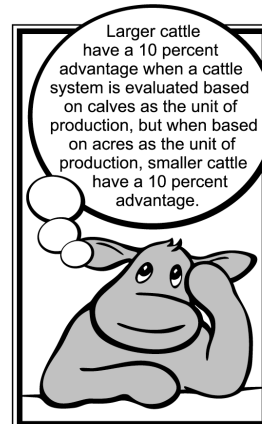 Larger cattle
have a 10 percent
advantage when a cattle
system is evaluated based
on calves as the unit of
production, but when based
on acres as the unit of
production, smaller cattle
have a 10 percent
advantage.